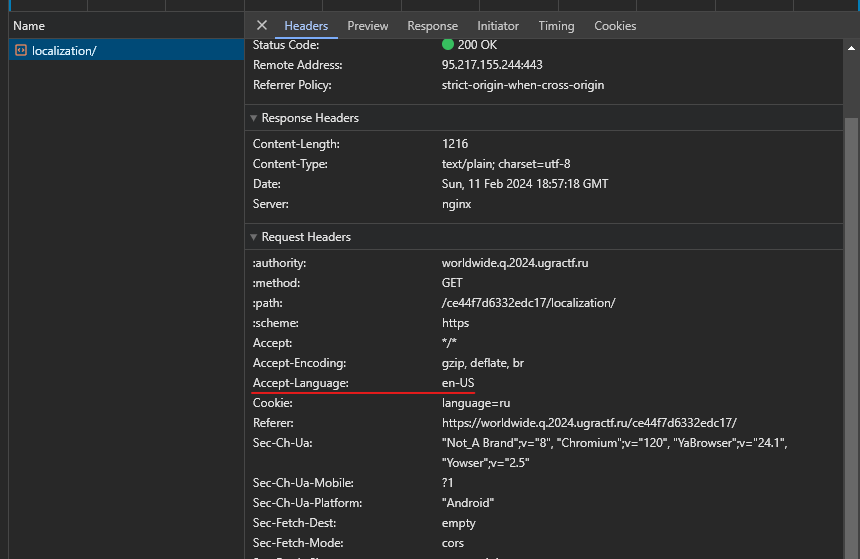 Name
Headers Preview Response Initiator Timing Cookies
localization/
Status Code: 200 OK
Remote Address: 95.217.155.244:443
Referrer Policy: strict-origin-when-cross-origin
Response Headers
Content-Length: 1216
Content-Type: text/plain; charset=utf-8
Date: Sun, 11 Feb 2024 18:57:18 GMT
Server: nginx
Request Headers
:authority: worldwide.q.2024.ugractf.ru
:method: GET
:path: /ce44f7d6332edc17/localization/
:scheme: https
Accept: */*
Accept-Encoding: gzip, deflate, br
Accept-Language: en-US
Cookie: language=ru
Referer: https://worldwide.q.2024.ugractf.ru/ce44f7d6332edc17/
Sec-Ch-Ua: "Not_A Brand";v="8", "Chromium";v="120", "YaBrowser";v="24.1",
"Yowser";v="2.5"
Sec-Ch-Ua-Mobile: ?1
Sec-Ch-Ua-Platform: "Android"
Sec-Fetch-Dest: empty
Sec-Fetch-Mode: cors